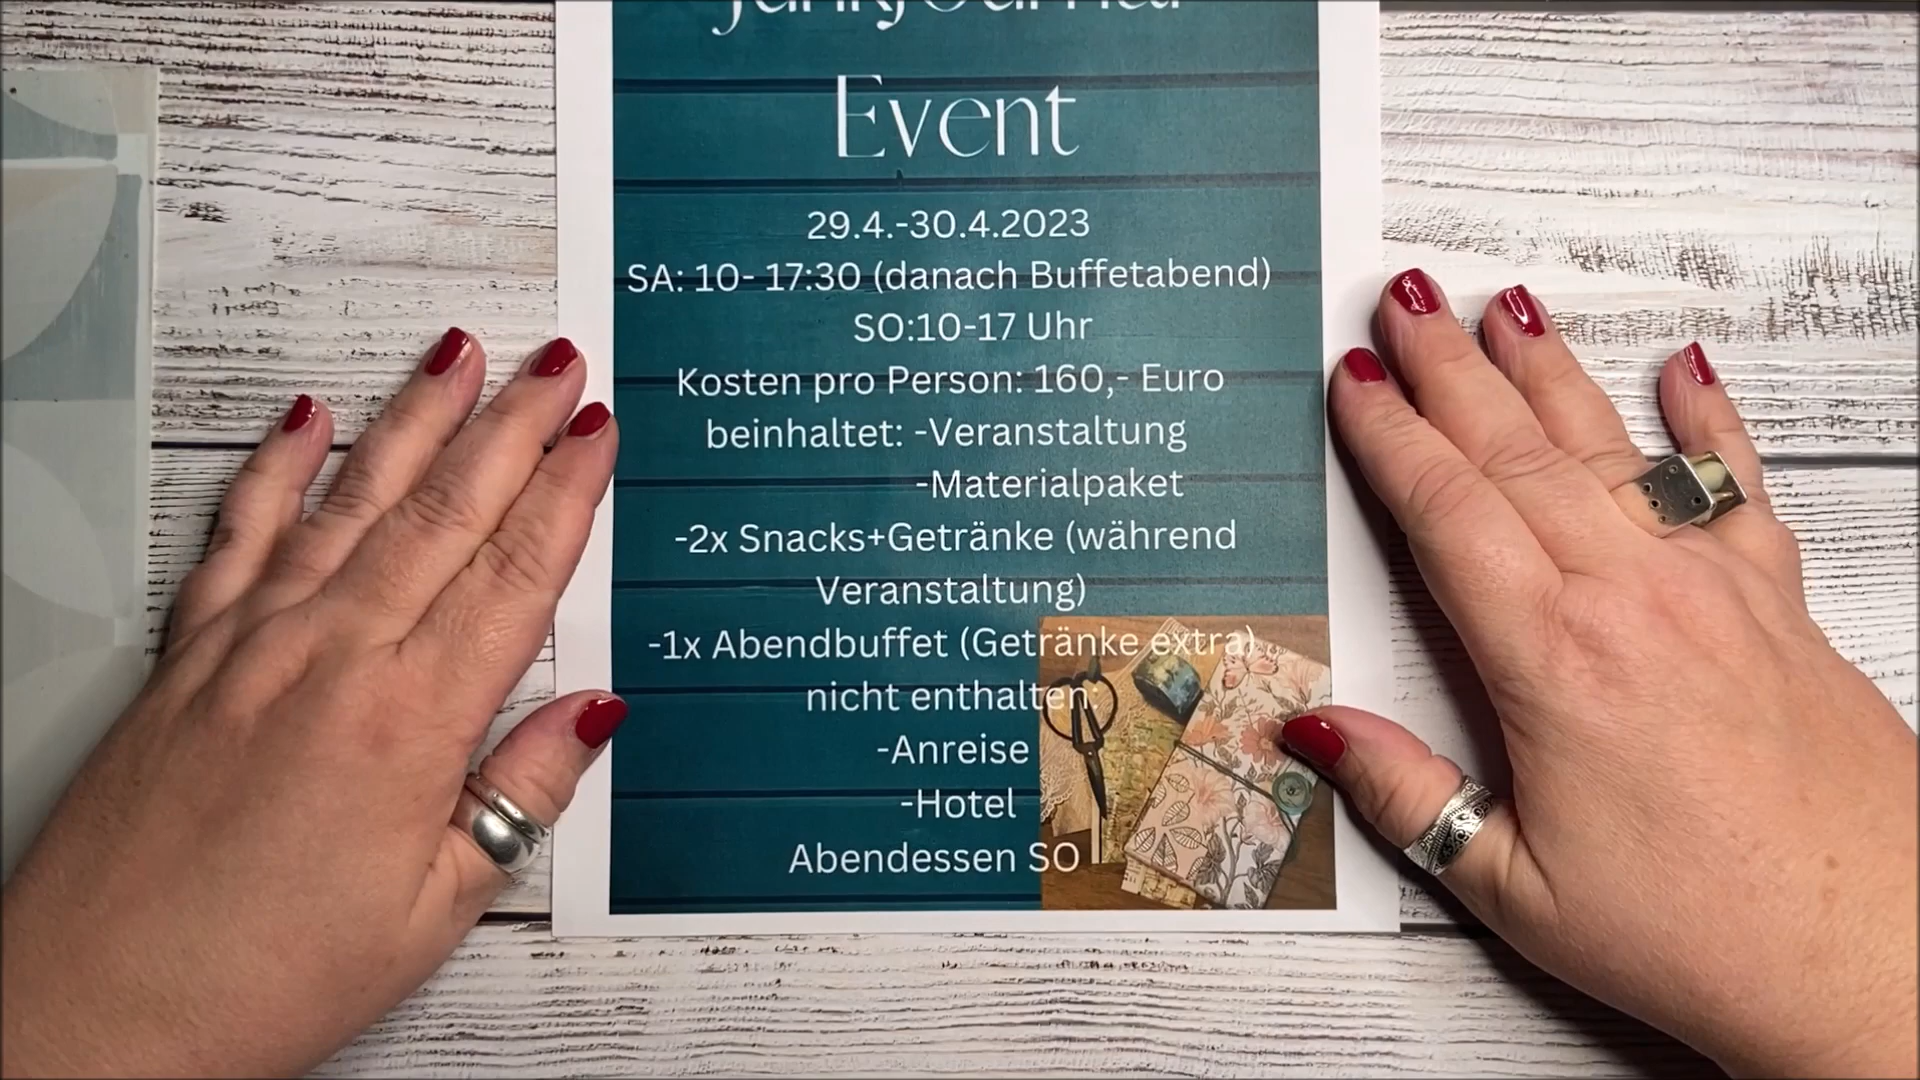 Junkjournal
Event
29.4.-30.4.2023
SA: 10- 17:30 (danach Buffetabend)
SO:10-17 Uhr
Kosten pro Person: 160,- Euro
beinhaltet: -Veranstaltung
-Materialpaket
-2x Snacks+Getränke (während
Veranstaltung)
-1x Abendbuffet (Getränke extra)
nicht enthalten:
-Anreise
-Hotel
Abendessen SO